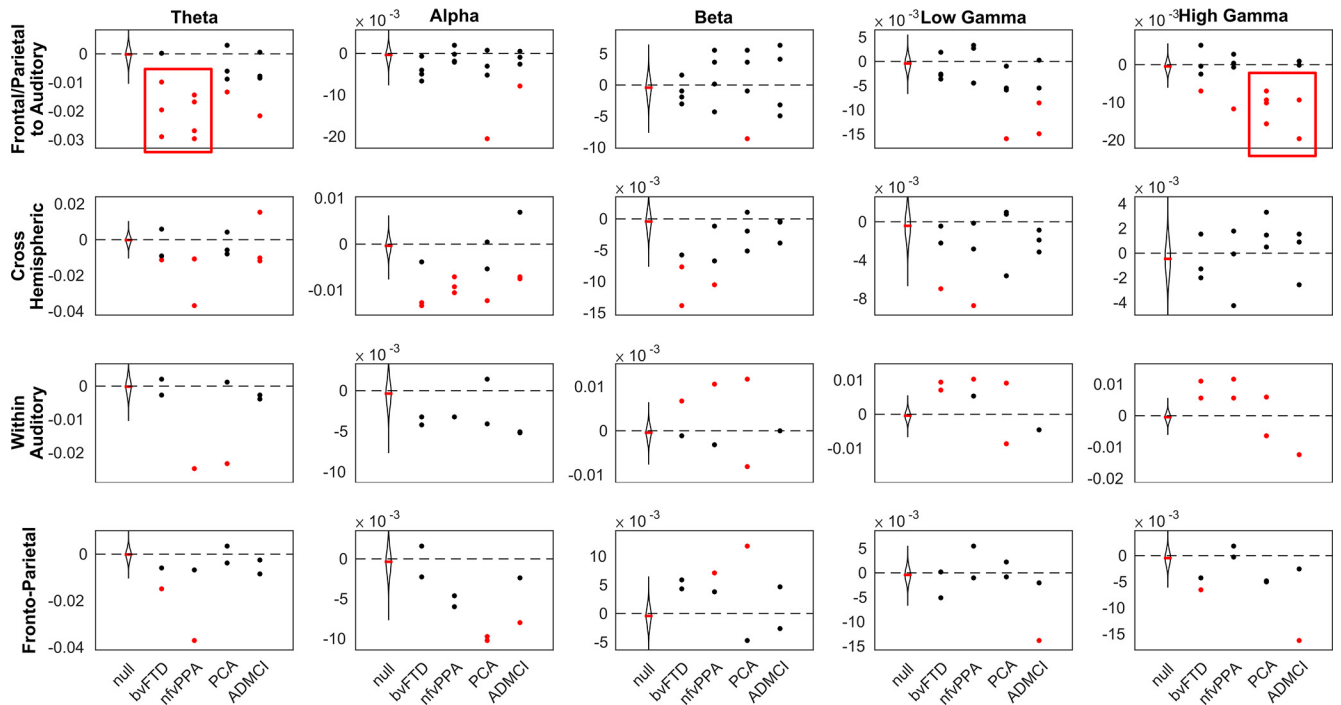 Theta Alpha Beta Low Gamma High Gamma
× 10 -3 × 10 -3 × 10 -3 × 10 -3
Frontal/Parietal
to Auditory
0 -0.01 -0.02 -0.03
0 -10 -20
5 0 -5 -10
0 -5 -10 -15
0 -10 -20
× 10 -3 × 10 -3 × 10 -3
Cross
Hemispheric
0.02 0 -0.02 -0.04
0.01 0 -0.01
0 -5 -10 -15
0 -4 -8
4 2 0 -2 -4
× 10 -3
Within
Auditory
0 -0.01 -0.02
0 -5 -10
0.01 0 -0.01
0.01 0 -0.01
0.01 0 -0.01 -0.02
× 10 -3 × 10 -3 × 10 -3 × 10 -3
Fronto-Parietal
0 -0.02 -0.04
0 -5 -10
10 5 0 -5
5 0 -5 -10 -15
0 -5 -10 -15
null bvFTD nfvPPA PCA ADMCI
null bvFTD nfvPPA PCA ADMCI
null bvFTD nfvPPA PCA ADMCI
null bvFTD nfvPPA PCA ADMCI
null bvFTD nfvPPA PCA ADMCI